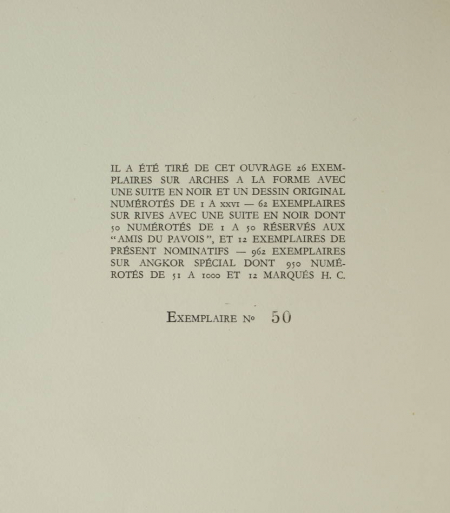 IL A ÉTÉ TIRÉ DE CET OUVRAGE 26 EXEM-
PLAIRES SUR ARCHES A LA FORME AVEC
UNE SUITE EN NOIR ET UN DESSIN ORIGINAL
NUMÉROTÉS DE I A XXVI — 62 EXEMPLAIRES
SUR RIVES AVEC UNE SUITE EN NOIR DONT
50 NUMÉROTÉS DE 1 A 50 RÉSERVÉS AUX
“AMIS DU PAVOIS”, ET 12 EXEMPLAIRES DE
PRÉSENT NOMINATIFS — 962 EXEMPLAIRES
SUR ANGKOR SPÉCIAL DONT 950 NUMÉ-
ROTÉS DE 51 A 1000 ET 12 MARQUÉS H. C.
EXEMPLAIRE Nº 50